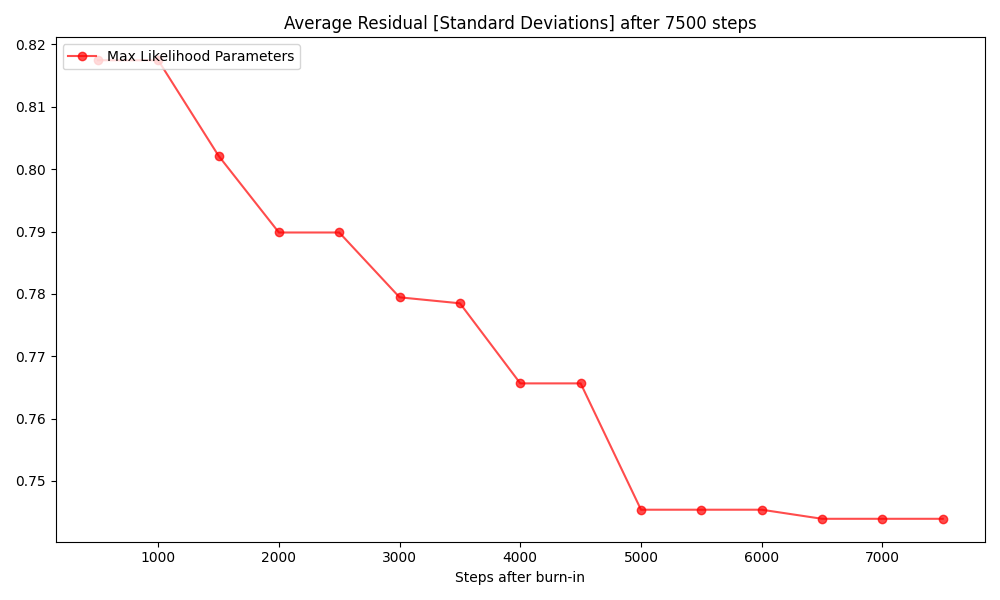 Average Residual [Standard Deviations] after 7500 steps
Max Likelihood Parameters
0.82
0.81
0.80
0.79
0.78
0.77
0.76
0.75
1000 2000 3000 4000 5000 6000 7000
Steps after burn-in